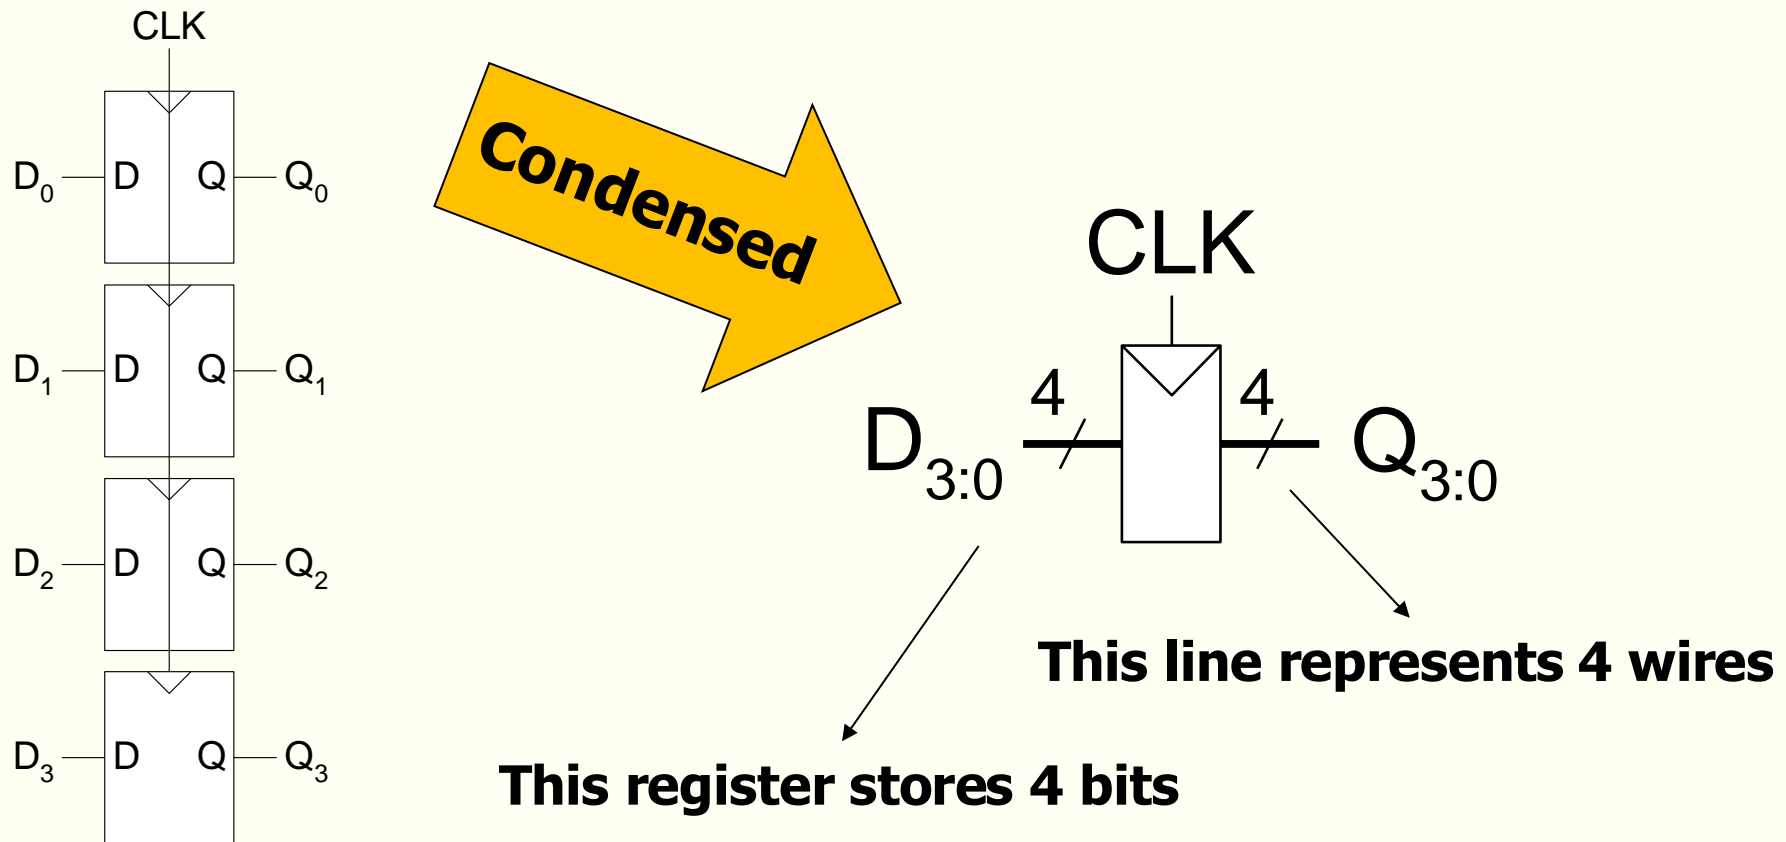 CLK
D₀ D Q Q₀
D₁ D Q Q₁
D₂ D Q Q₂
D₃ D Q Q₃
Condensed
CLK
4 4
D₃:₀ Q₃:₀
This line represents 4 wires
This register stores 4 bits